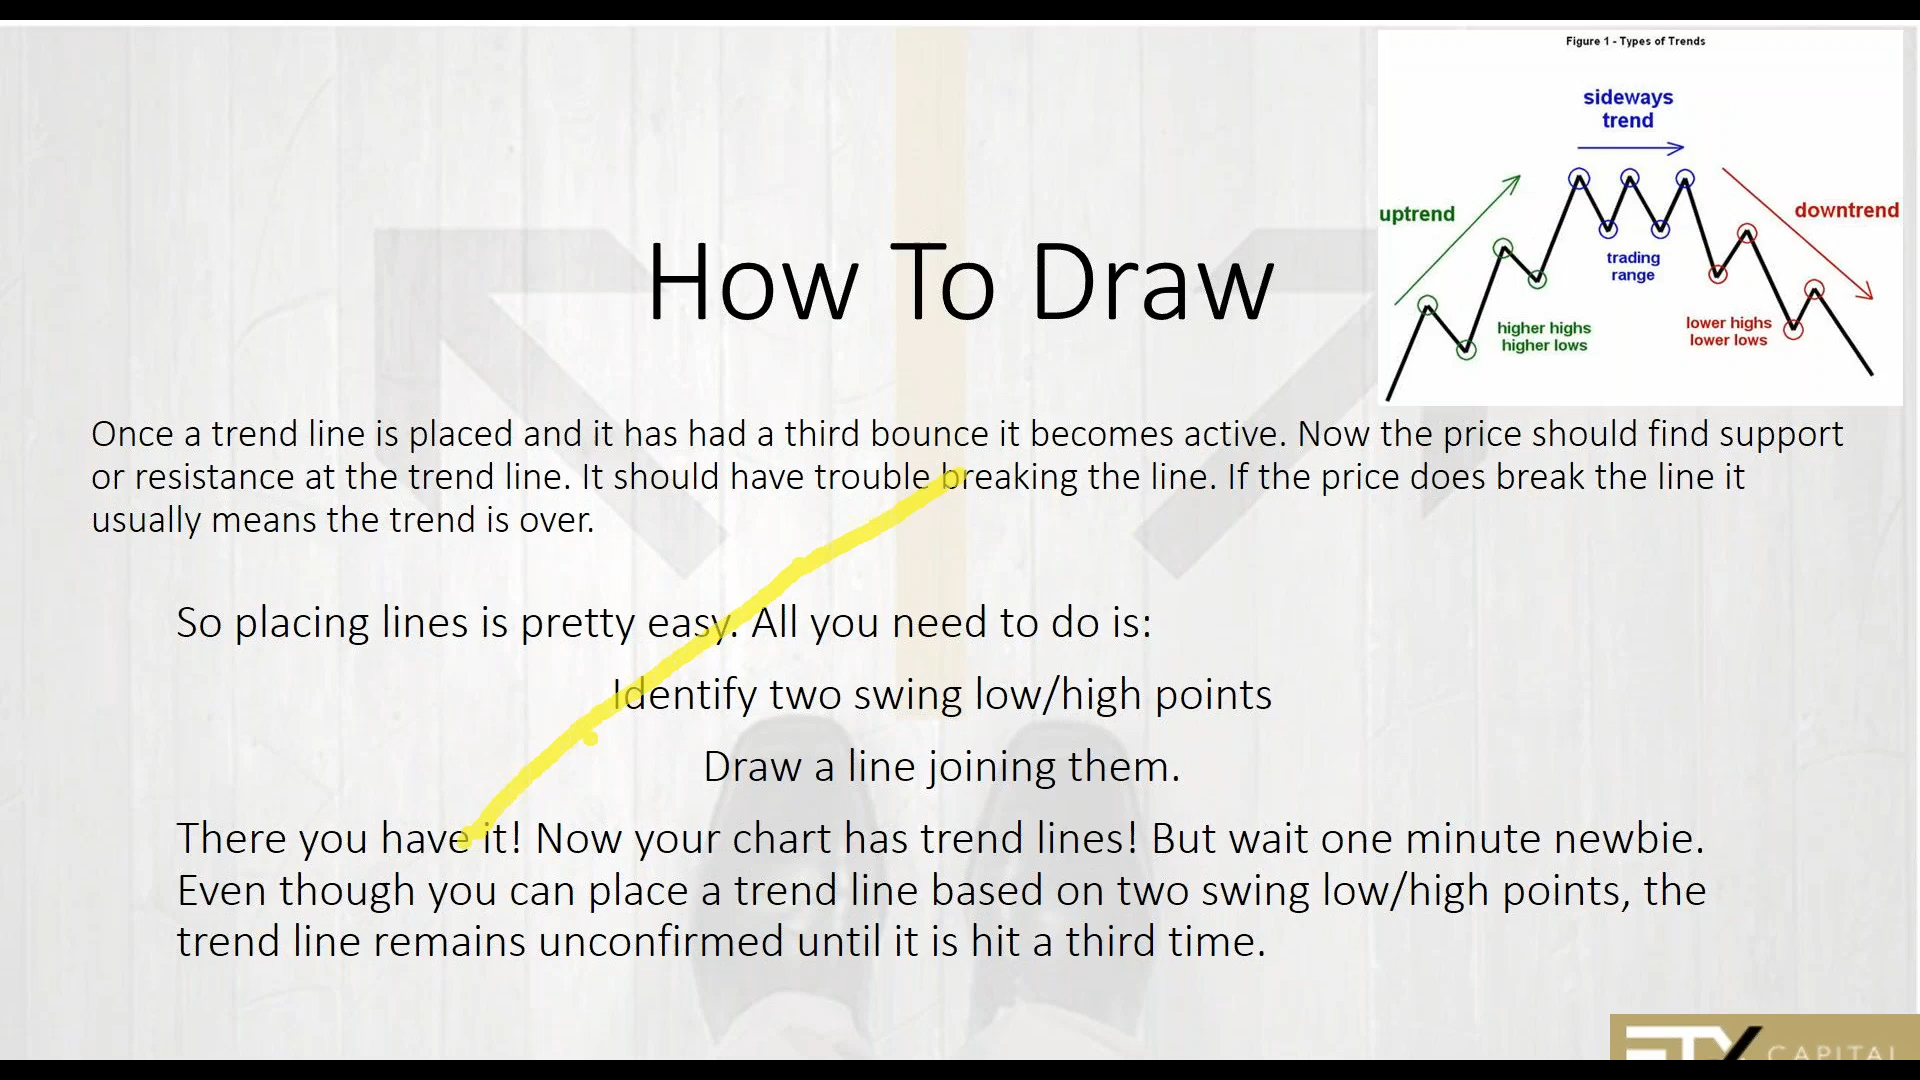 Figure 1 - Types of Trends
sideways
trend
uptrend
downtrend
trading
range
higher highs
higher lows
lower highs
lower lows
How To Draw
Once a trend line is placed and it has had a third bounce it becomes active. Now the price should find support
or resistance at the trend line. It should have trouble breaking the line. If the price does break the line it
usually means the trend is over.
So placing lines is pretty easy. All you need to do is:
Identify two swing low/high points
Draw a line joining them.
There you have it! Now your chart has trend lines! But wait one minute newbie.
Even though you can place a trend line based on two swing low/high points, the
trend line remains unconfirmed until it is hit a third time.
CAPITAL